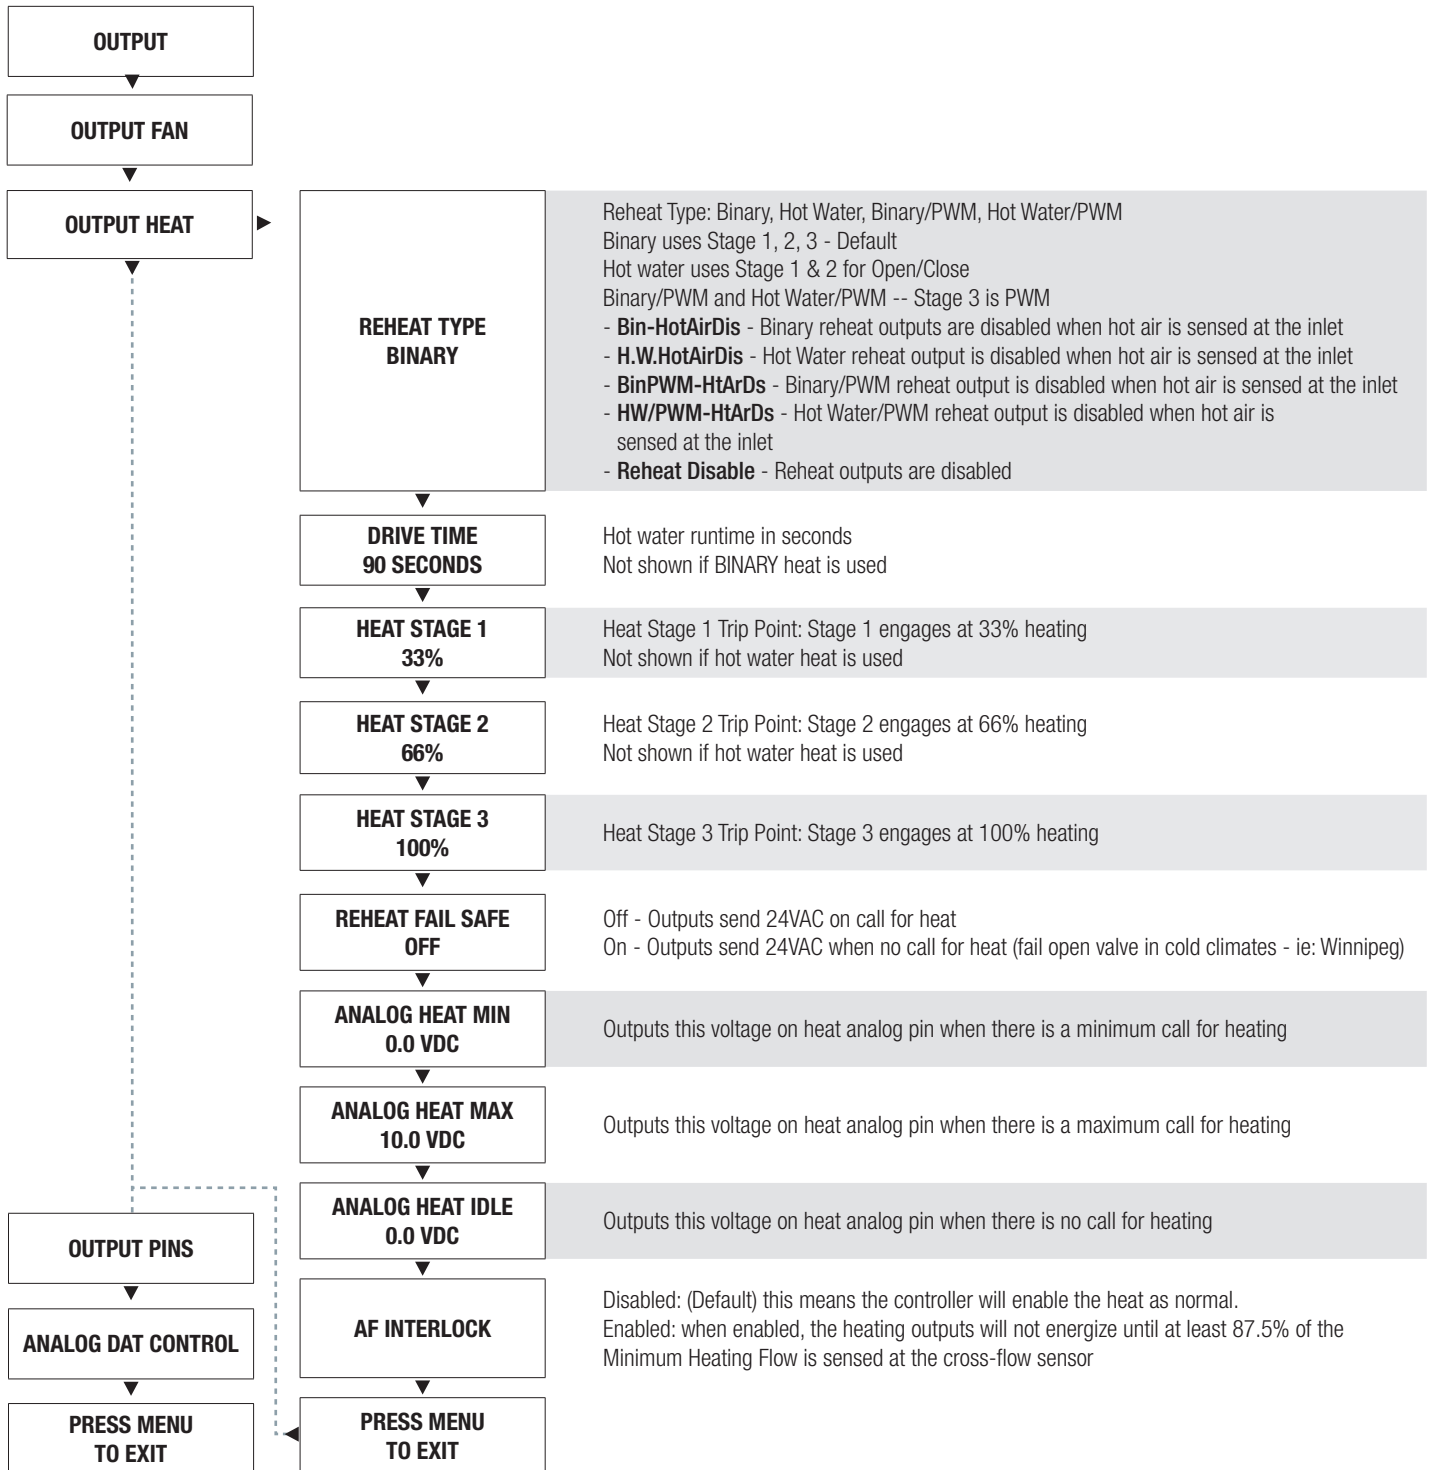 OUTPUT
OUTPUT FAN
OUTPUT HEAT
REHEAT TYPE
BINARY
Reheat Type: Binary, Hot Water, Binary/PWM, Hot Water/PWM
Binary uses Stage 1, 2, 3 - Default
Hot water uses Stage 1 & 2 for Open/Close
Binary/PWM and Hot Water/PWM -- Stage 3 is PWM
- Bin-HotAirDis - Binary reheat outputs are disabled when hot air is sensed at the inlet
- H.W.HotAirDis - Hot Water reheat output is disabled when hot air is sensed at the inlet
- BinPWM-HtArDs - Binary/PWM reheat output is disabled when hot air is sensed at the inlet
- HW/PWM-HtArDs - Hot Water/PWM reheat output is disabled when hot air is
sensed at the inlet
- Reheat Disable - Reheat outputs are disabled
DRIVE TIME
90 SECONDS
Hot water runtime in seconds
Not shown if BINARY heat is used
HEAT STAGE 1
33%
Heat Stage 1 Trip Point: Stage 1 engages at 33% heating
Not shown if hot water heat is used
HEAT STAGE 2
66%
Heat Stage 2 Trip Point: Stage 2 engages at 66% heating
Not shown if hot water heat is used
HEAT STAGE 3
100%
Heat Stage 3 Trip Point: Stage 3 engages at 100% heating
REHEAT FAIL SAFE
OFF
Off - Outputs send 24VAC on call for heat
On - Outputs send 24VAC when no call for heat (fail open valve in cold climates - ie: Winnipeg)
ANALOG HEAT MIN
0.0 VDC
Outputs this voltage on heat analog pin when there is a minimum call for heating
ANALOG HEAT MAX
10.0 VDC
Outputs this voltage on heat analog pin when there is a maximum call for heating
ANALOG HEAT IDLE
0.0 VDC
Outputs this voltage on heat analog pin when there is no call for heating
OUTPUT PINS
AF INTERLOCK
Disabled: (Default) this means the controller will enable the heat as normal.
Enabled: when enabled, the heating outputs will not energize until at least 87.5% of the
Minimum Heating Flow is sensed at the cross-flow sensor
ANALOG DAT CONTROL
PRESS MENU
TO EXIT
PRESS MENU
TO EXIT